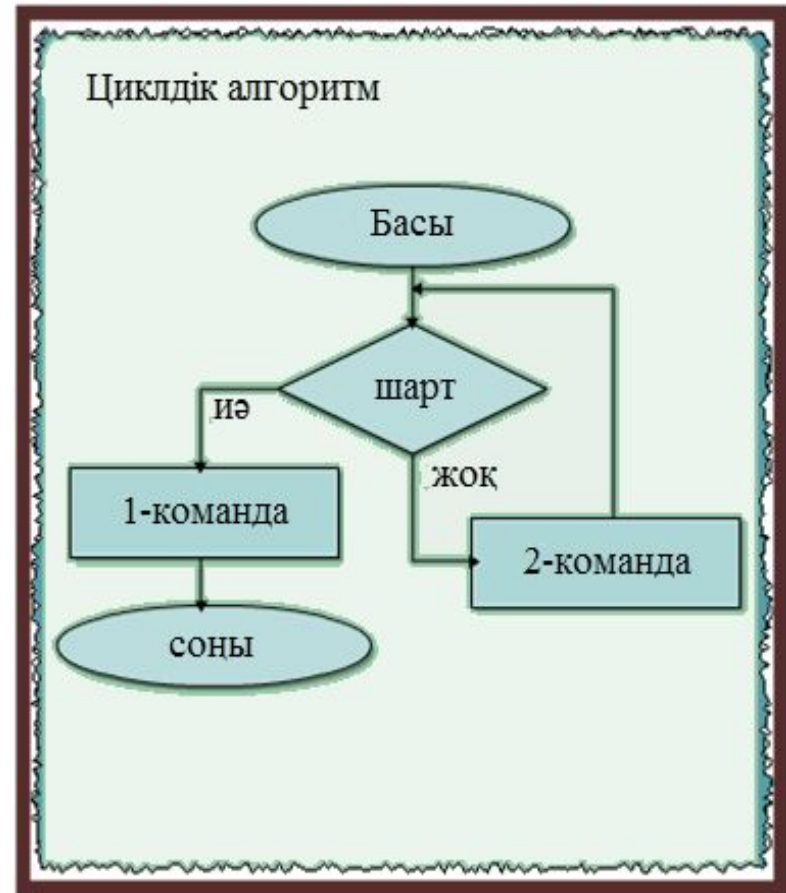 Циклдік алгоритм
Басы
шарт
иә
жоқ
1-команда
2-команда
соңы